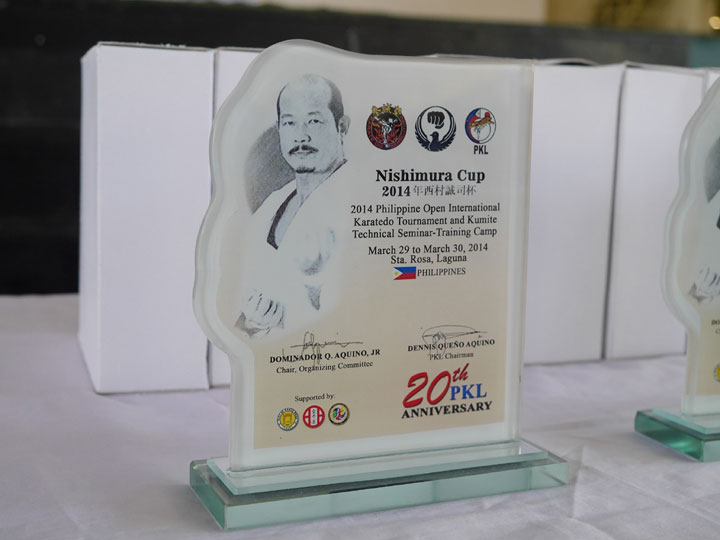 PKL
Nishimura Cup
2014年西村誠司杯
2014 Philippine Open International
Karatedo Tournament and Kumite
Technical Seminar-Training Camp
March 29 to March 30, 2014
Sta. Rosa, Laguna
PHILIPPINES
DOMINADOR Q. AQUINO, JR
Chair, Organizing Committee
DENNIS QUEÑO AQUINO
PKL Chairman
Supported by:
20th
PKL
ANNIVERSARY